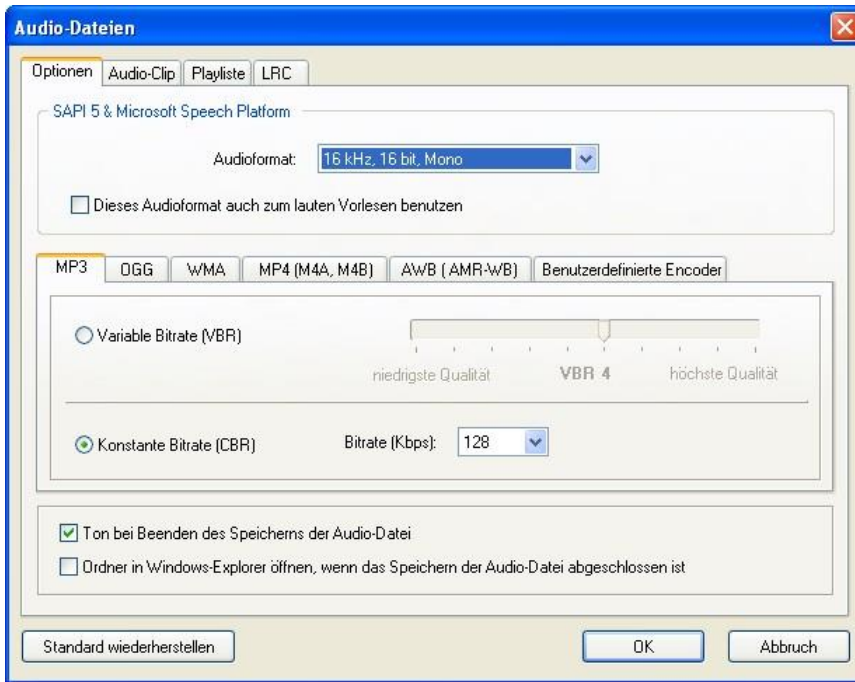 Audio-Dateien
Optionen Audio-Clip Playliste LRC
SAPI 5 & Microsoft Speech Platform
Audioformat: 16 kHz, 16 bit, Mono
Dieses Audioformat auch zum lauten Vorlesen benutzen
MP3 OGG WMA MP4 (M4A, M4B) AWB ( AMR-WB) Benutzerdefinierte Encoder
Variable Bitrate (VBR)
niedrigste Qualität VBR 4 höchste Qualität
Konstante Bitrate (CBR) Bitrate (Kbps): 128
Ton bei Beenden des Speicherns der Audio-Datei
Ordner in Windows-Explorer öffnen, wenn das Speichern der Audio-Datei abgeschlossen ist
Standard wiederherstellen OK Abbruch